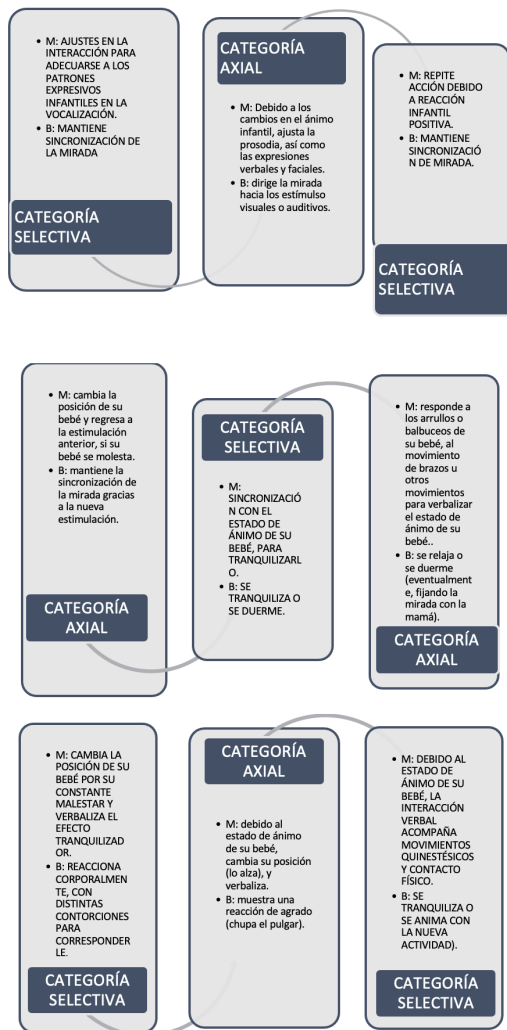 • M: AJUSTES EN LA
INTERACCIÓN PARA
ADECUARSE A LOS
PATRONES
EXPRESIVOS
INFANTILES EN LA
VOCALIZACIÓN.
• B: MANTIENE
SINCRONIZACIÓN DE
LA MIRADA
CATEGORÍA
SELECTIVA
CATEGORÍA
AXIAL
• M: Debido a los
cambios en el ánimo
infantil, ajusta la
prosodia, así como
las expresiones
verbales y faciales.
• B: dirige la mirada
hacia los estímulso
visuales o auditivos.
• M: REPITE
ACCIÓN DEBIDO
A REACCIÓN
INFANTIL
POSITIVA.
• B: MANTIENE
SINCRONIZACIÓ
N DE MIRADA.
CATEGORÍA
SELECTIVA
• M: cambia la
posición de su
bebé y regresa a
la estimulación
anterior, si su
bebé se molesta.
• B: mantiene la
sincronización de
la mirada gracias
a la nueva
estimulación.
CATEGORÍA
AXIAL
CATEGORÍA
SELECTIVA
• M:
SINCRONIZACIÓ
N CON EL
ESTADO DE
ÁNIMO DE SU
BEBÉ, PARA
TRANQUILIZARL
O.
• B: SE
TRANQUILIZA O
SE DUERME.
• M: responde a
los arrullos o
balbuceos de
su bebé, al
movimiento
de brazos u
otros
movimientos
para verbalizar
el estado de
ánimo de su
bebé..
• B: se relaja o
se duerme
(eventualment
e, fijando la
mirada con la
mamá).
CATEGORÍA
AXIAL
• M: CAMBIA LA
POSICIÓN DE SU
BEBÉ POR SU
CONSTANTE
MALESTAR Y
VERBALIZA EL
EFECTO
TRANQUILIZAD
OR.
• B: REACCIONA
CORPORALMEN
TE, CON
DISTINTAS
CONTORCIONES
PARA
CORRESPONDER
LE.
CATEGORÍA
SELECTIVA
CATEGORÍA
AXIAL
• M: debido al
estado de ánimo
de su bebé,
cambia su posición
(lo alza), y
verbaliza.
• B: muestra una
reacción de agrado
(chupa el pulgar).
• M: DEBIDO AL
ESTADO DE
ÁNIMO DE SU
BEBÉ, LA
INTERACCIÓN
VERBAL
ACOMPAÑA
MOVIMIENTOS
QUINESTÉSICOS
Y CONTACTO
FÍSICO.
• B: SE
TRANQUILIZA O
SE ANIMA CON
LA NUEVA
ACTIVIDAD).
CATEGORÍA
SELECTIVA